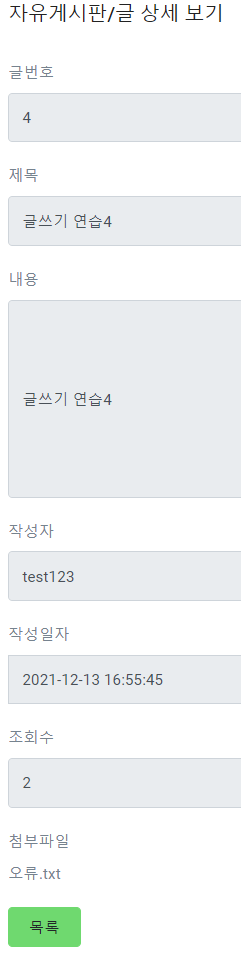 자유게시판/글 상세 보기
글번호
4
제목
글쓰기 연습4
내용
글쓰기 연습4
작성자
test123
작성일자
2021-12-13 16:55:45
조회수
2
첨부파일
오류.txt
목록